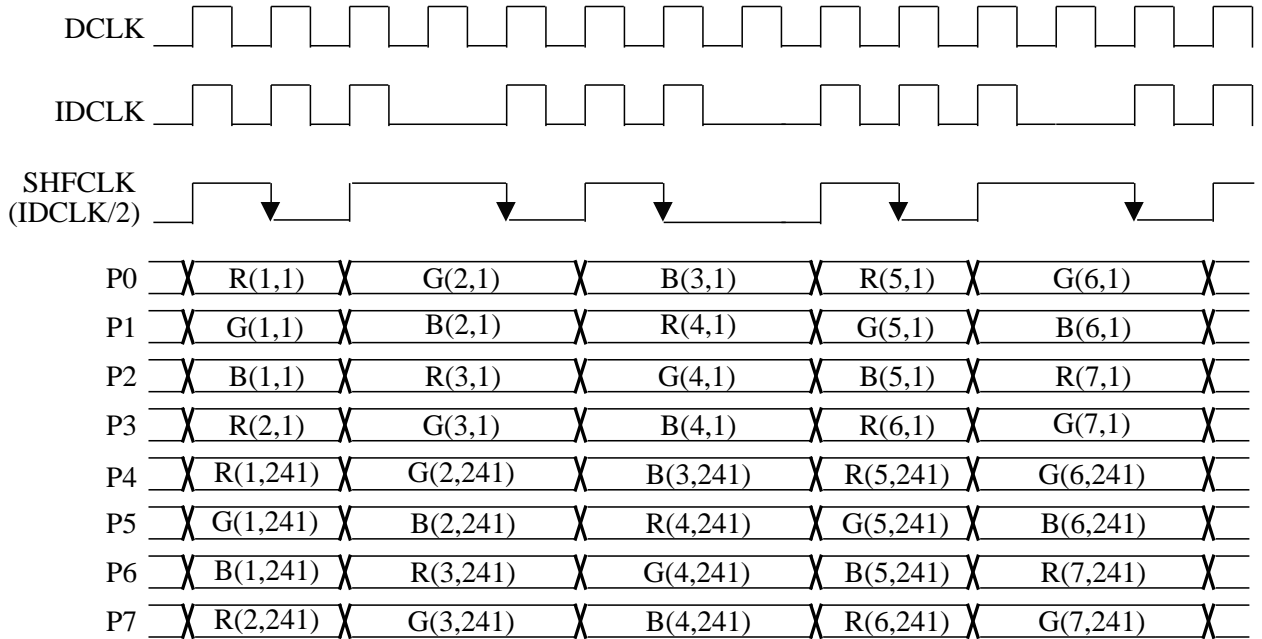 DCLK
IDCLK
SHFCLK
(IDCLK/2)
P0 R(1,1) G(2,1) B(3,1) R(5,1) G(6,1)
P1 G(1,1) B(2,1) R(4,1) G(5,1) B(6,1)
P2 B(1,1) R(3,1) G(4,1) B(5,1) R(7,1)
P3 R(2,1) G(3,1) B(4,1) R(6,1) G(7,1)
P4 R(1,241) G(2,241) B(3,241) R(5,241) G(6,241)
P5 G(1,241) B(2,241) R(4,241) G(5,241) B(6,241)
P6 B(1,241) R(3,241) G(4,241) B(5,241) R(7,241)
P7 R(2,241) G(3,241) B(4,241) R(6,241) G(7,241)